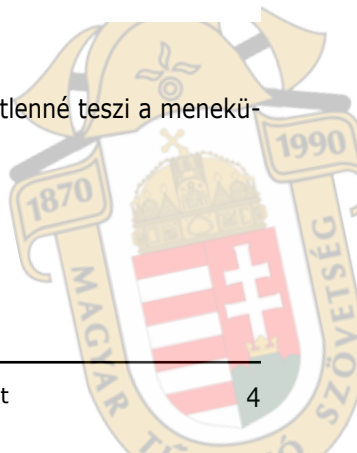 tlenné teszi a menekü-
1870
1990
MAGYAR
SZÖVETSÉG
t
4